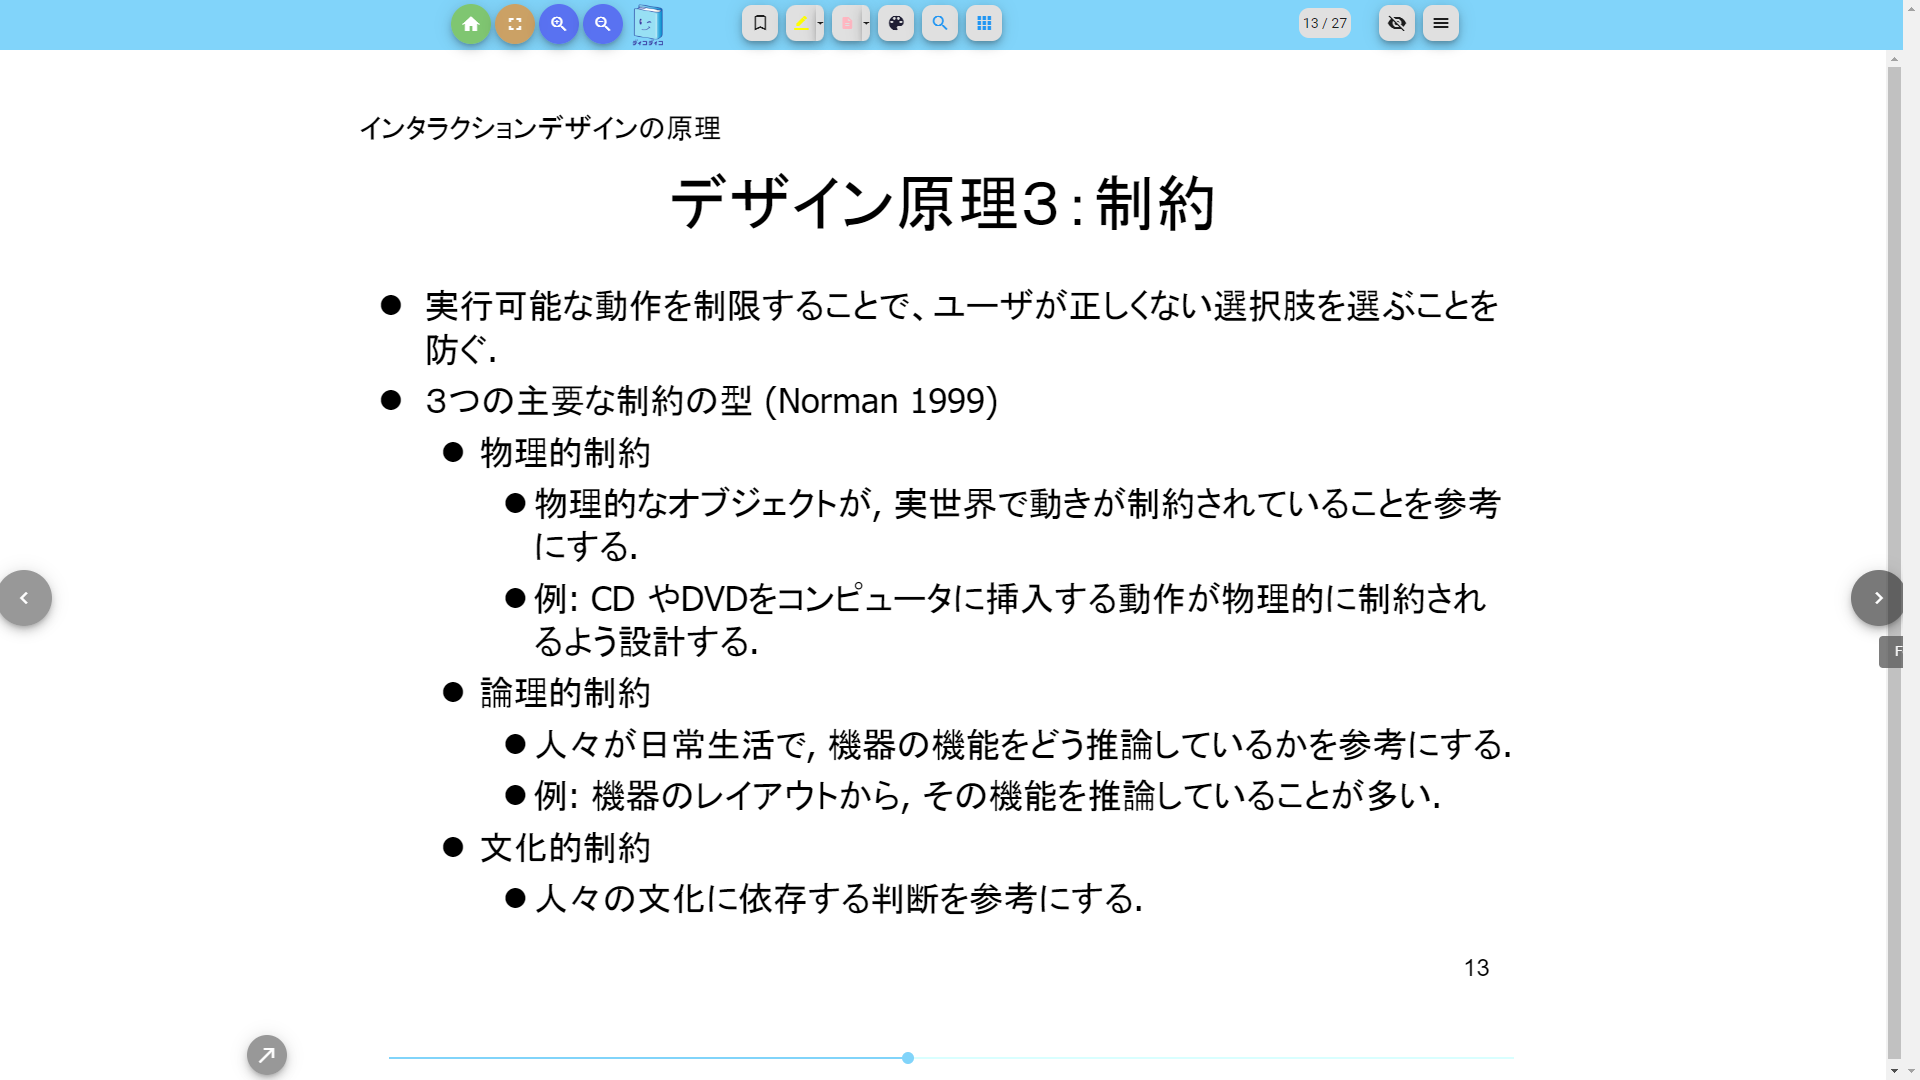 ダィコダィコ
13 / 27
インタラクションデザインの原理
デザイン原理３：制約
● 実行可能な動作を制限することで、ユーザが正しくない選択肢を選ぶことを
防ぐ．
● ３つの主要な制約の型 (Norman 1999)
● 物理的制約
● 物理的なオブジェクトが, 実世界で動きが制約されていることを参考
にする.
● 例: CD やDVDをコンピュータに挿入する動作が物理的に制約され
るよう設計する.
● 論理的制約
● 人々が日常生活で, 機器の機能をどう推論しているかを参考にする.
● 例: 機器のレイアウトから, その機能を推論していることが多い.
● 文化的制約
● 人々の文化に依存する判断を参考にする.
13
F